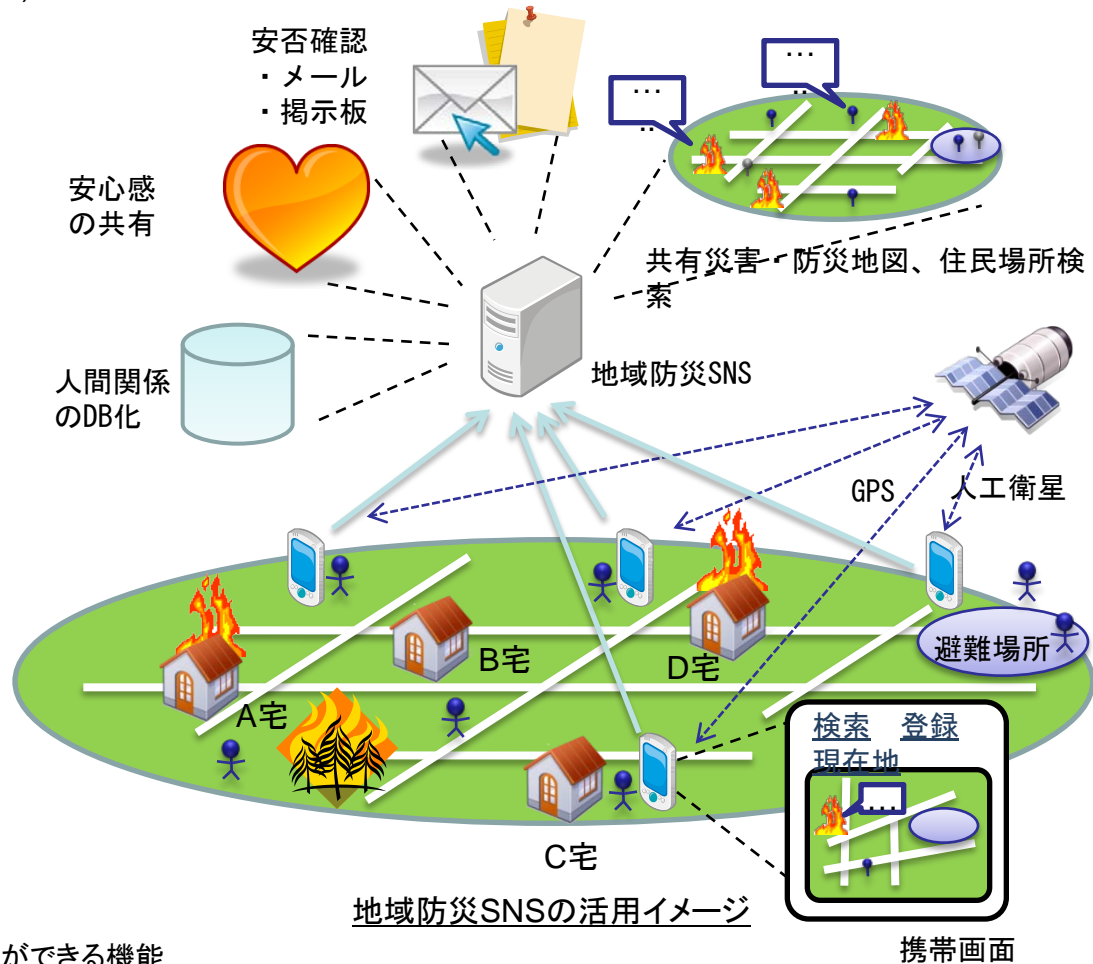 安否確認
・メール
・掲示板
...
..
...
..
安心感
の共有
共有災害・防災地図、住民場所検
索
地域防災SNS
人間関係
のDB化
GPS
人工衛星
B宅
D宅
避難場所
A宅
検索 登録
現在地
...
C宅
地域防災SNSの活用イメージ
携帯画面
ができる機能